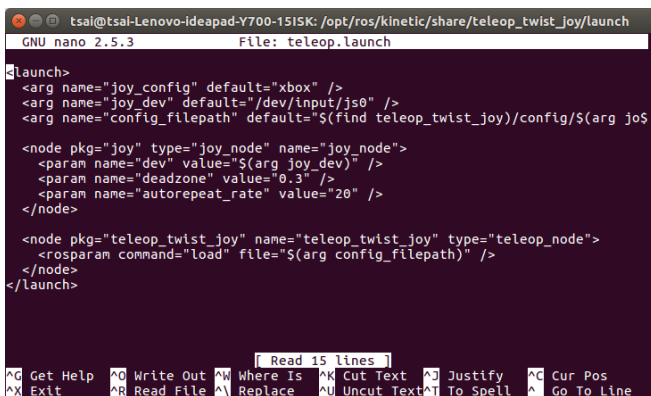 tsai@tsai-Lenovo-ideapad-Y700-15ISK: /opt/ros/kinetic/share/teleop_twist_joy/launch
GNU nano 2.5.3 File: teleop.launch
<launch>
<arg name="joy_config" default="xbox" />
<arg name="joy_dev" default="/dev/input/js0" />
<arg name="config_filepath" default="$(find teleop_twist_joy)/config/$(arg jo$
<node pkg="joy" type="joy_node" name="joy_node">
<param name="dev" value="$(arg joy_dev)" />
<param name="deadzone" value="0.3" />
<param name="autorepeat_rate" value="20" />
</node>
<node pkg="teleop_twist_joy" name="teleop_twist_joy" type="teleop_node">
<rosparam command="load" file="$(arg config_filepath)" />
</node>
</launch>
[ Read 15 lines ]
^G Get Help ^O Write Out ^W Where Is ^K Cut Text ^J Justify ^C Cur Pos
^X Exit ^R Read File ^\ Replace ^U Uncut Text ^T To Spell ^_ Go To Line